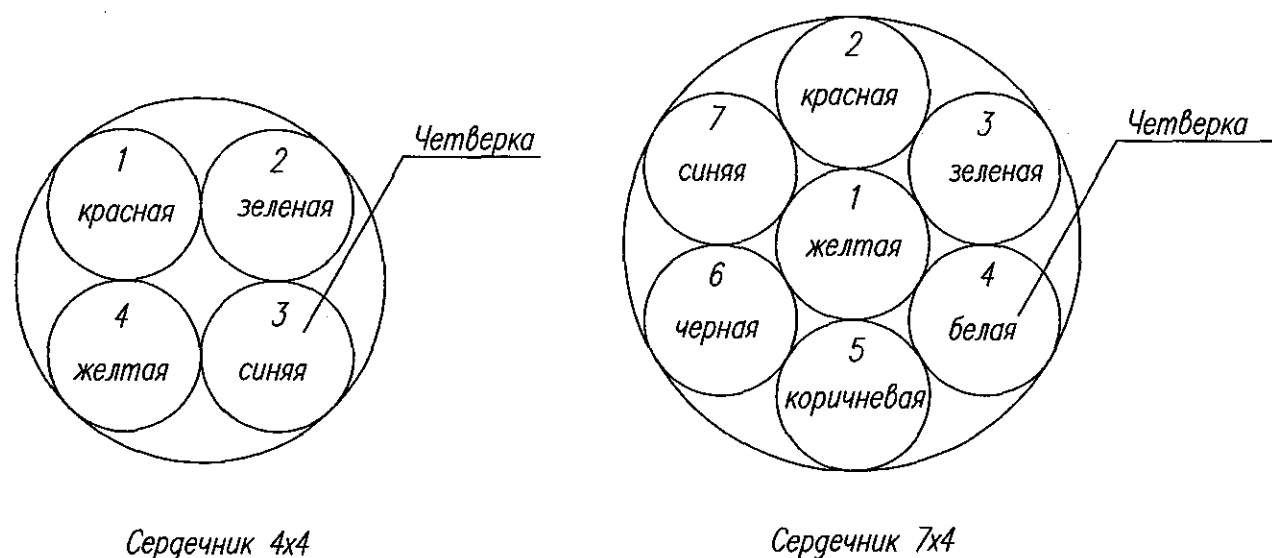 1
красная
2
зеленая
Четверка
4
желтая
3
синяя
Сердечник 4х4
2
красная
7
синяя
3
зеленая
Четверка
1
желтая
6
черная
4
белая
5
коричневая
Сердечник 7х4